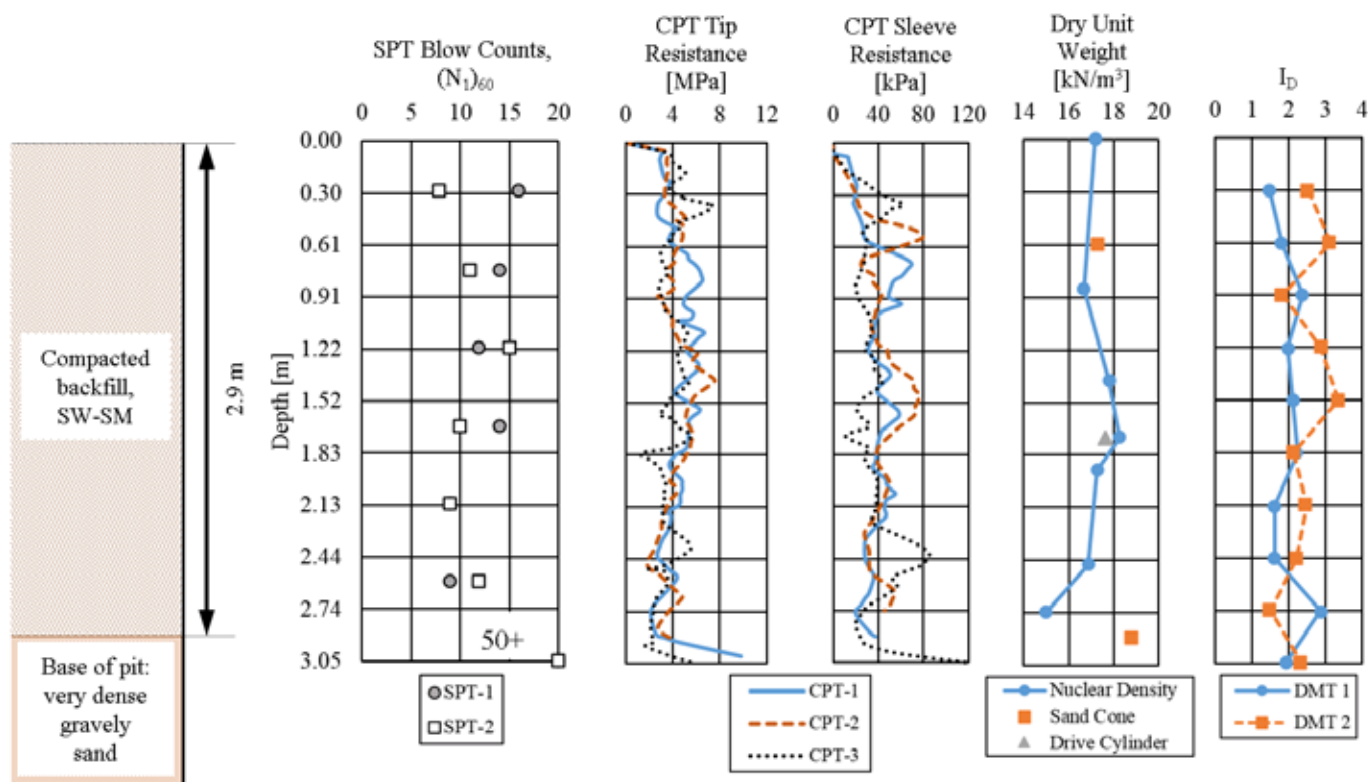 SPT Blow Counts,
(N₁)₆₀
0 5 10 15 20
CPT Tip
Resistance
[MPa]
0 4 8 12
CPT Sleeve
Resistance
[kPa]
0 40 80 120
Dry Unit
Weight
[kN/m³]
14 16 18 20
I_D
0 1 2 3 4
Compacted
backfill,
SW-SM
2.9 m
Base of pit:
very dense
gravely
sand
Depth [m]
0.00
0.30
0.61
0.91
1.22
1.52
1.83
2.13
2.44
2.74
3.05
50+
SPT-1
SPT-2
CPT-1
CPT-2
CPT-3
Nuclear Density
Sand Cone
Drive Cylinder
DMT 1
DMT 2